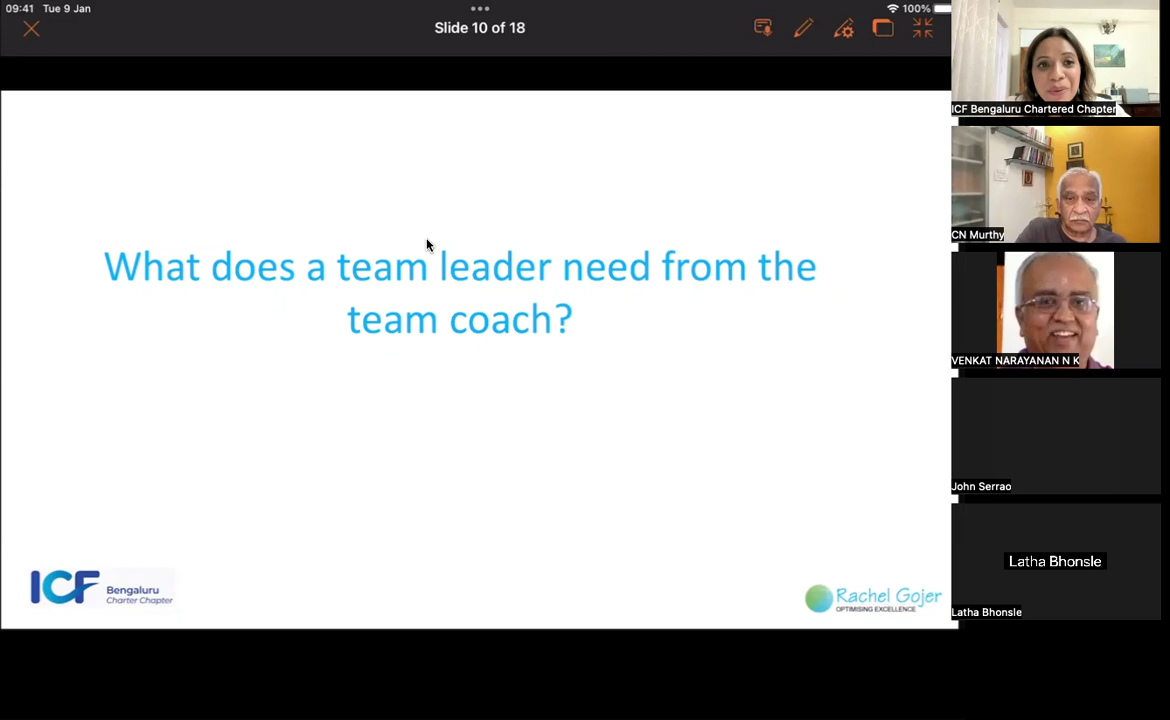 09:41 Tue 9 Jan
100%
Slide 10 of 18
What does a team leader need from the
team coach?
ICF Bengaluru
Charter Chapter
Rachel Gojer
OPTIMISING EXCELLENCE
ICF Bengaluru Chartered Chapter
CN Murthy
VENKAT NARAYANAN N K
John Serrao
Latha Bhonsle
Latha Bhonsle